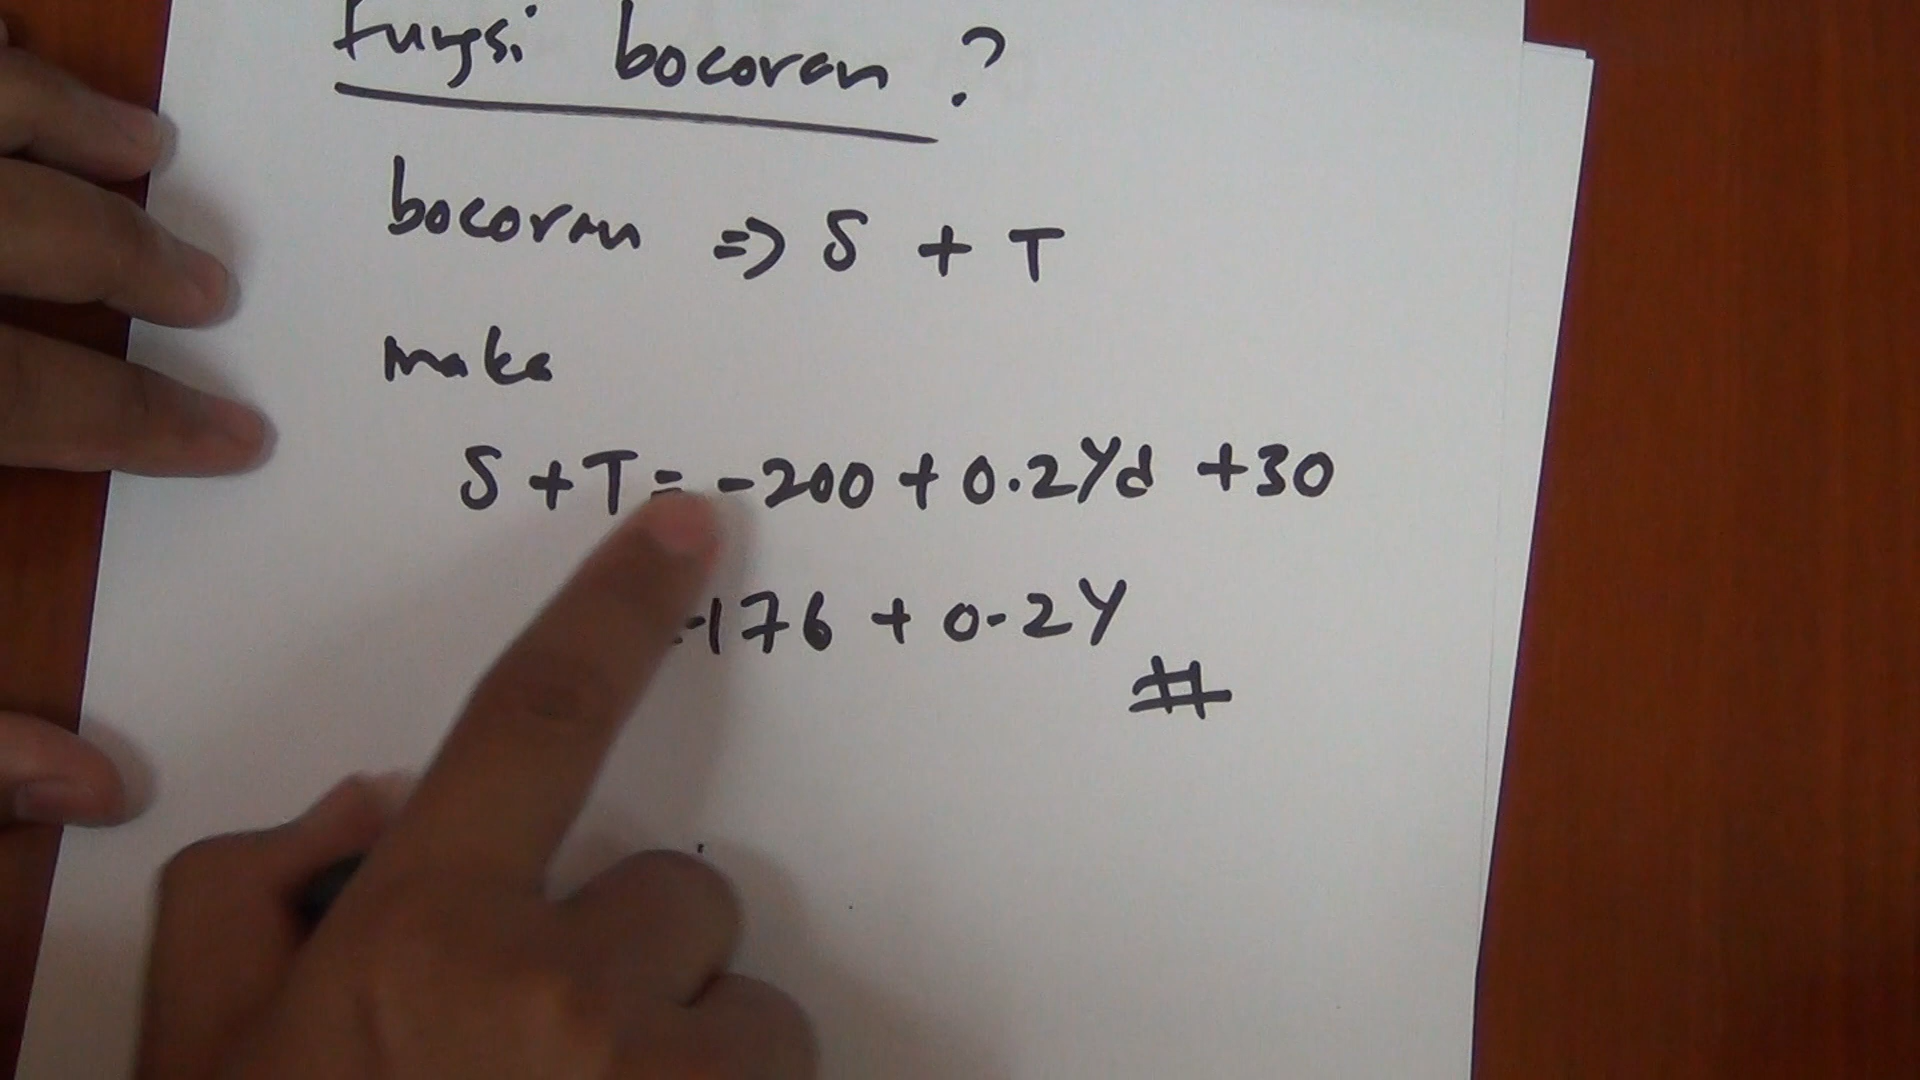 fungsi bocoran ?
bocoran => S + T
maka
S + T = -200 + 0.2Yd + 30
= -176 + 0.2Y
#